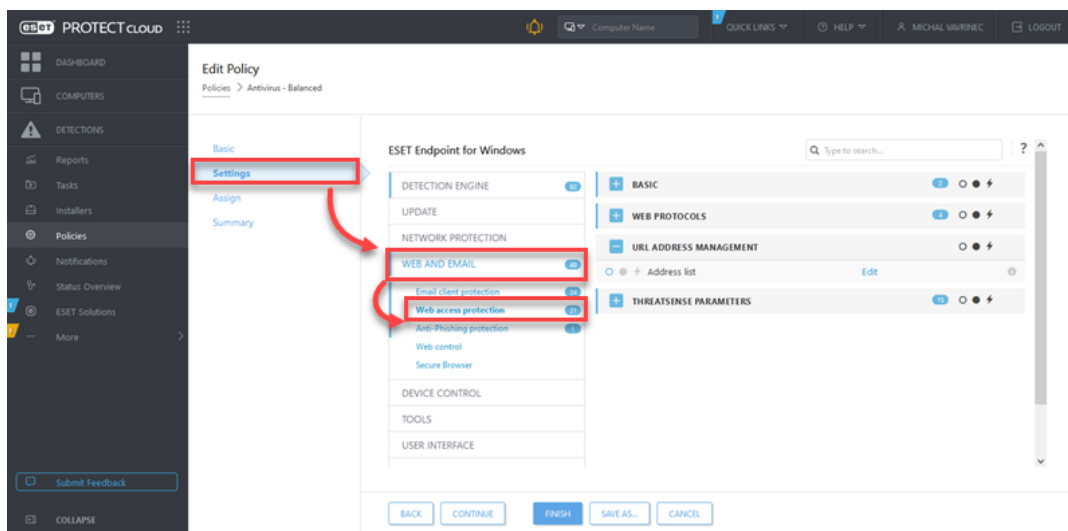 eset PROTECT CLOUD
Computer Name
QUICK LINKS
HELP
MICHAL VAVRINEC
LOGOUT
DASHBOARD
COMPUTERS
DETECTIONS
Reports
Tasks
Installers
Policies
Notifications
Status Overview
ESET Solutions
More
Submit Feedback
COLLAPSE
Edit Policy
Policies > Antivirus - Balanced
Basic
Settings
Assign
Summary
ESET Endpoint for Windows
Type to search...
?
DETECTION ENGINE
UPDATE
NETWORK PROTECTION
WEB AND EMAIL
Email client protection
Web access protection
Anti-Phishing protection
Web control
Secure Browser
DEVICE CONTROL
TOOLS
USER INTERFACE
BASIC
WEB PROTOCOLS
URL ADDRESS MANAGEMENT
Address list Edit
THREATSENSE PARAMETERS
BACK CONTINUE FINISH SAVE AS... CANCEL